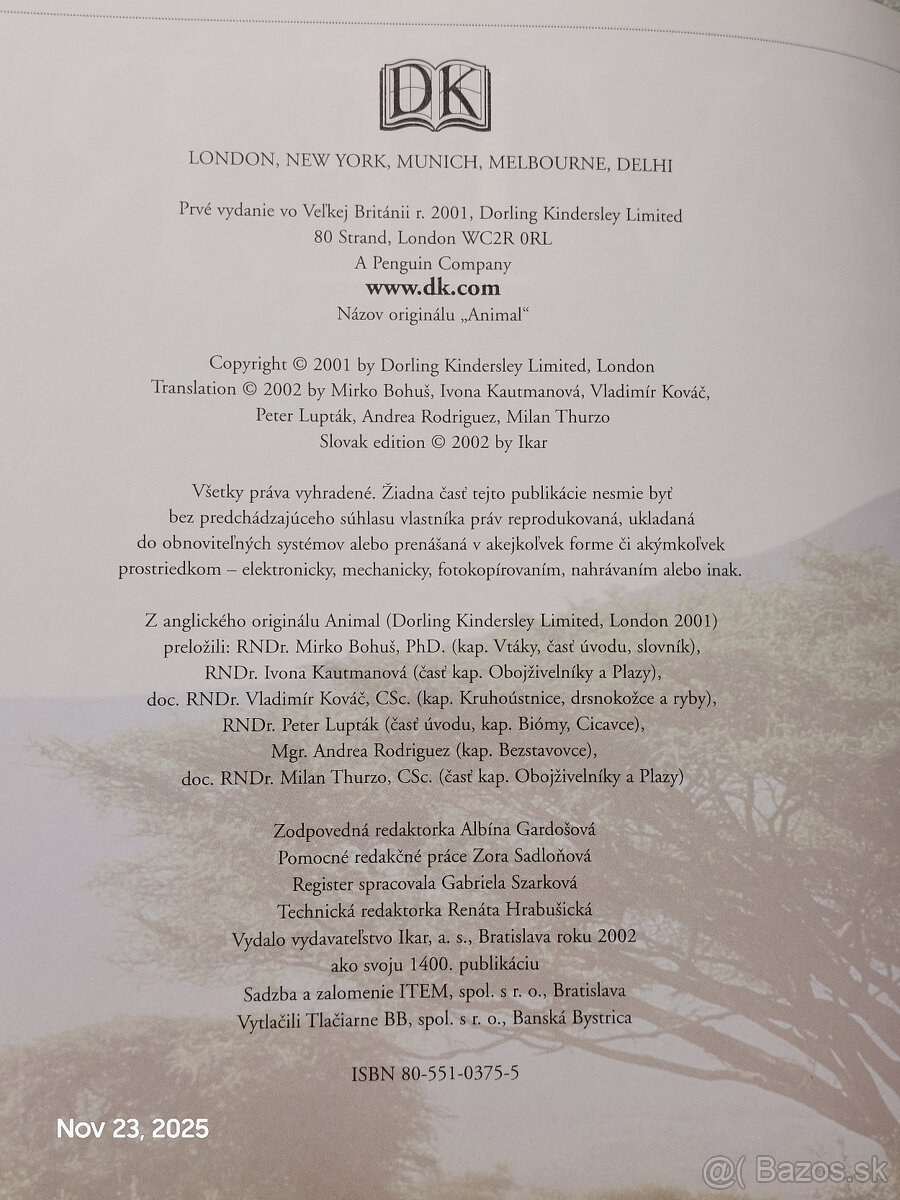 DK
LONDON, NEW YORK, MUNICH, MELBOURNE, DELHI
Prvé vydanie vo Veľkej Británii r. 2001, Dorling Kindersley Limited
80 Strand, London WC2R 0RL
A Penguin Company
www.dk.com
Názov originálu „Animal“
Copyright © 2001 by Dorling Kindersley Limited, London
Translation © 2002 by Mirko Bohuš, Ivona Kautmanová, Vladimír Kováč,
Peter Lupták, Andrea Rodriguez, Milan Thurzo
Slovak edition © 2002 by Ikar
Všetky práva vyhradené. Žiadna časť tejto publikácie nesmie byť
bez predchádzajúceho súhlasu vlastníka práv reprodukovaná, ukladaná
do obnoviteľných systémov alebo prenášaná v akejkoľvek forme či akýmkoľvek
prostriedkom – elektronicky, mechanicky, fotokopírovaním, nahrávaním alebo inak.
Z anglického originálu Animal (Dorling Kindersley Limited, London 2001)
preložili: RNDr. Mirko Bohuš, PhD. (kap. Vtáky, časť úvodu, slovník),
RNDr. Ivona Kautmanová (časť kap. Obojživelníky a Plazy),
doc. RNDr. Vladimír Kováč, CSc. (kap. Kruhoústnice, drsnokožce a ryby),
RNDr. Peter Lupták (časť úvodu, kap. Biómy, Cicavce),
Mgr. Andrea Rodriguez (kap. Bezstavovce),
doc. RNDr. Milan Thurzo, CSc. (časť kap. Obojživelníky a Plazy)
Zodpovedná redaktorka Albína Gardošová
Pomocné redakčné práce Zora Sadloňová
Register spracovala Gabriela Szarková
Technická redaktorka Renáta Hrabušická
Vydalo vydavateľstvo Ikar, a. s., Bratislava roku 2002
ako svoju 1400. publikáciu
Sadzba a zalomenie ITEM, spol. s r. o., Bratislava
Vytlačili Tlačiarne BB, spol. s r. o., Banská Bystrica
ISBN 80-551-0375-5
Nov 23, 2025
@( Bazos.sk